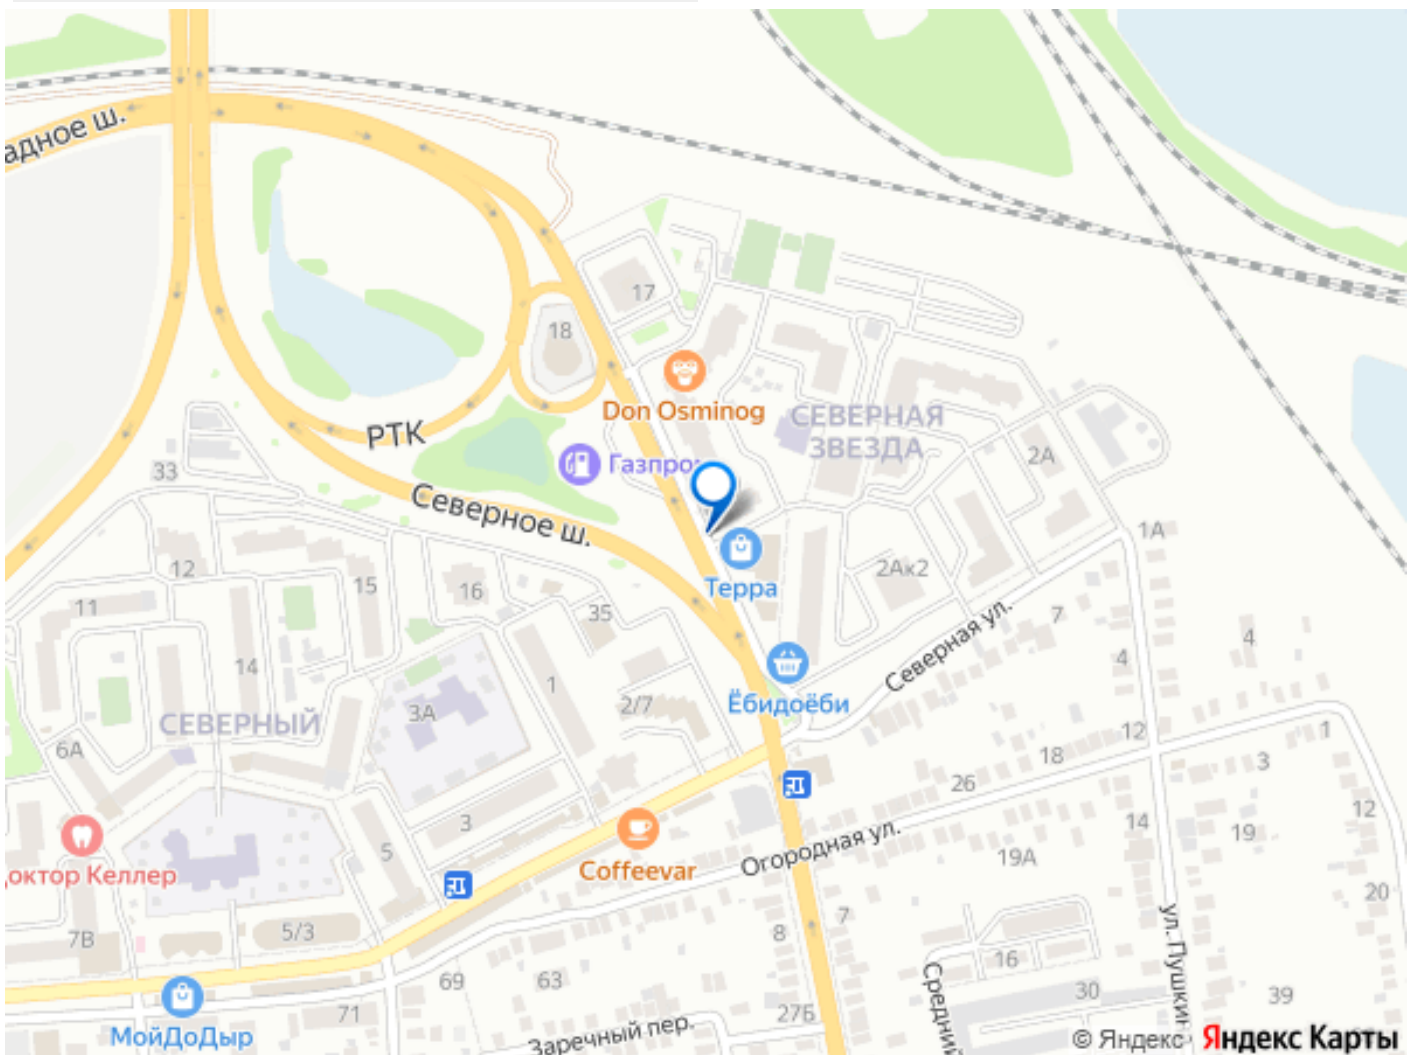 адное ш.
17
18
Don Osminog
СЕВЕРНАЯ
ЗВЕЗДА
РТК
Газпро
Северное ш.
33
2А
1А
Терра
2Ак2
12
15
16
11
35
Северная ул.
7
4
4
14
1
2/7
3А
СЕВЕРНЫЙ
Ёбидоёби
6А
12
18
1
3
26
12
3
5
14
19
Огородная ул.
19А
Coffeevar
октор Келлер
20
7В
5/3
8
7
ул. Пушкин
Средний
16
69
63
30
39
71
27Б
МойДоДыр
Заречный пер.
© Яндекс Яндекс Карты